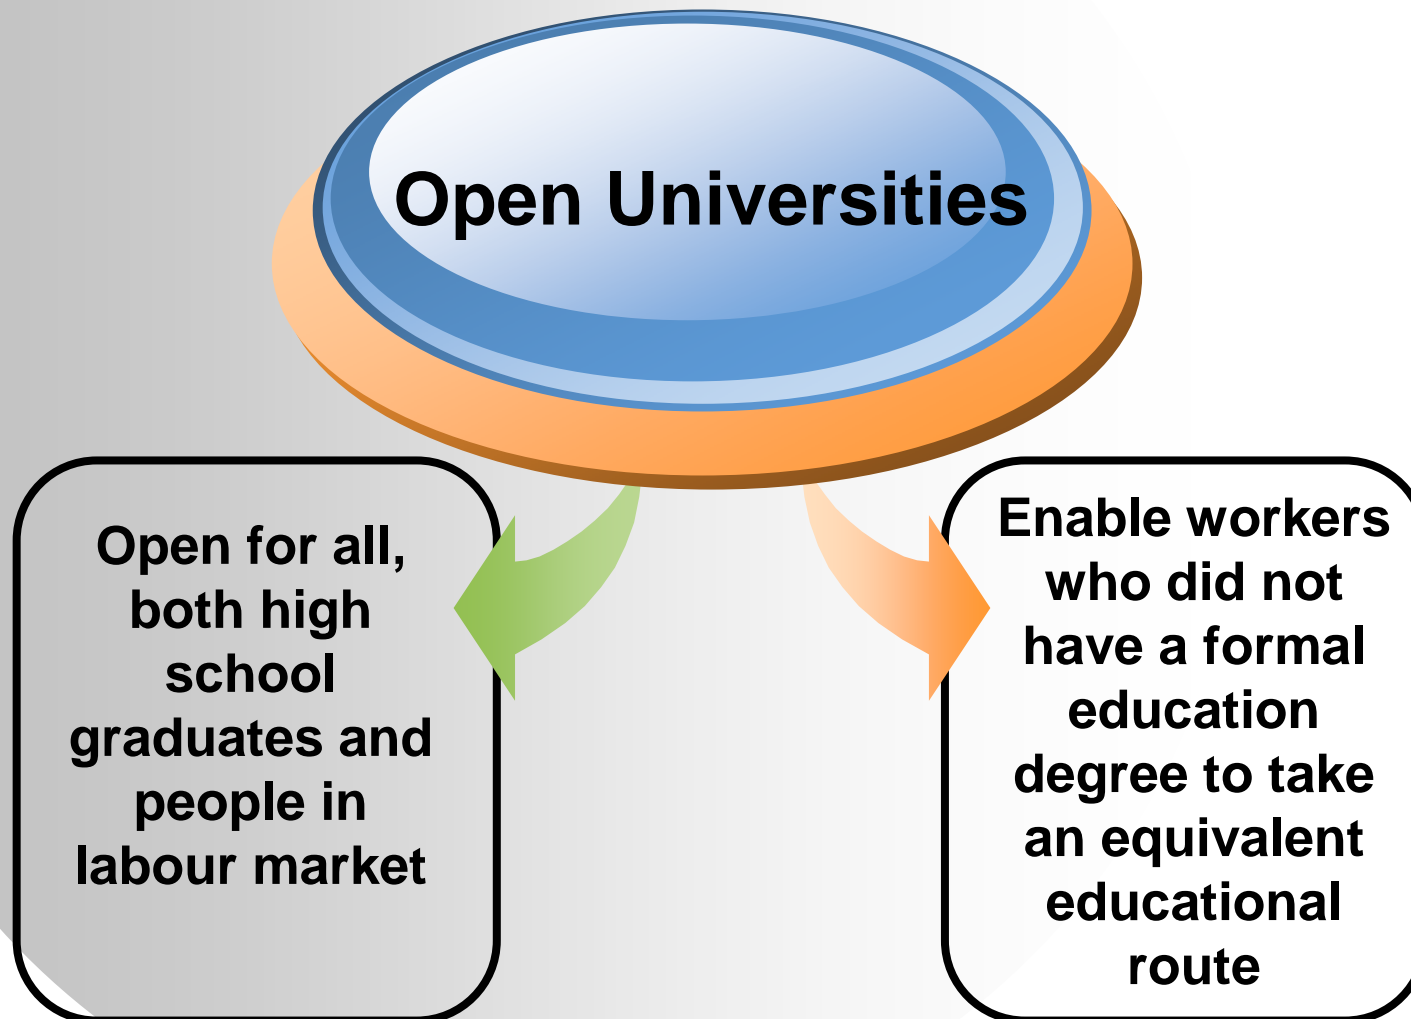 Open Universities
Open for all,
both high
school
graduates and
people in
labour market
Enable workers
who did not
have a formal
education
degree to take
an equivalent
educational
route